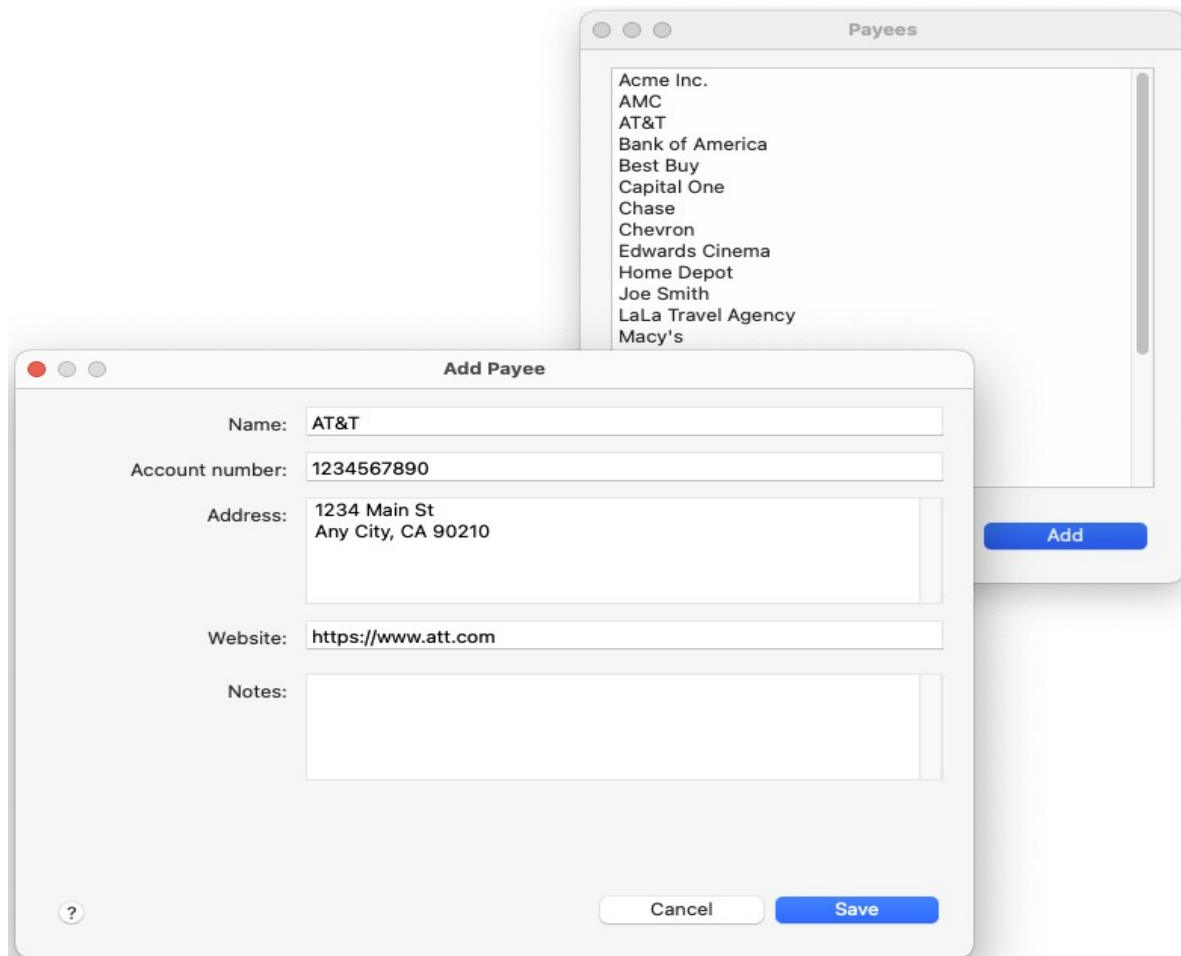 Payees
Acme Inc.
AMC
AT&T
Bank of America
Best Buy
Capital One
Chase
Chevron
Edwards Cinema
Home Depot
Joe Smith
LaLa Travel Agency
Macy's
Add
Add Payee
Name: AT&T
Account number: 1234567890
Address: 1234 Main St
Any City, CA 90210
Website: https://www.att.com
Notes:
? Cancel Save